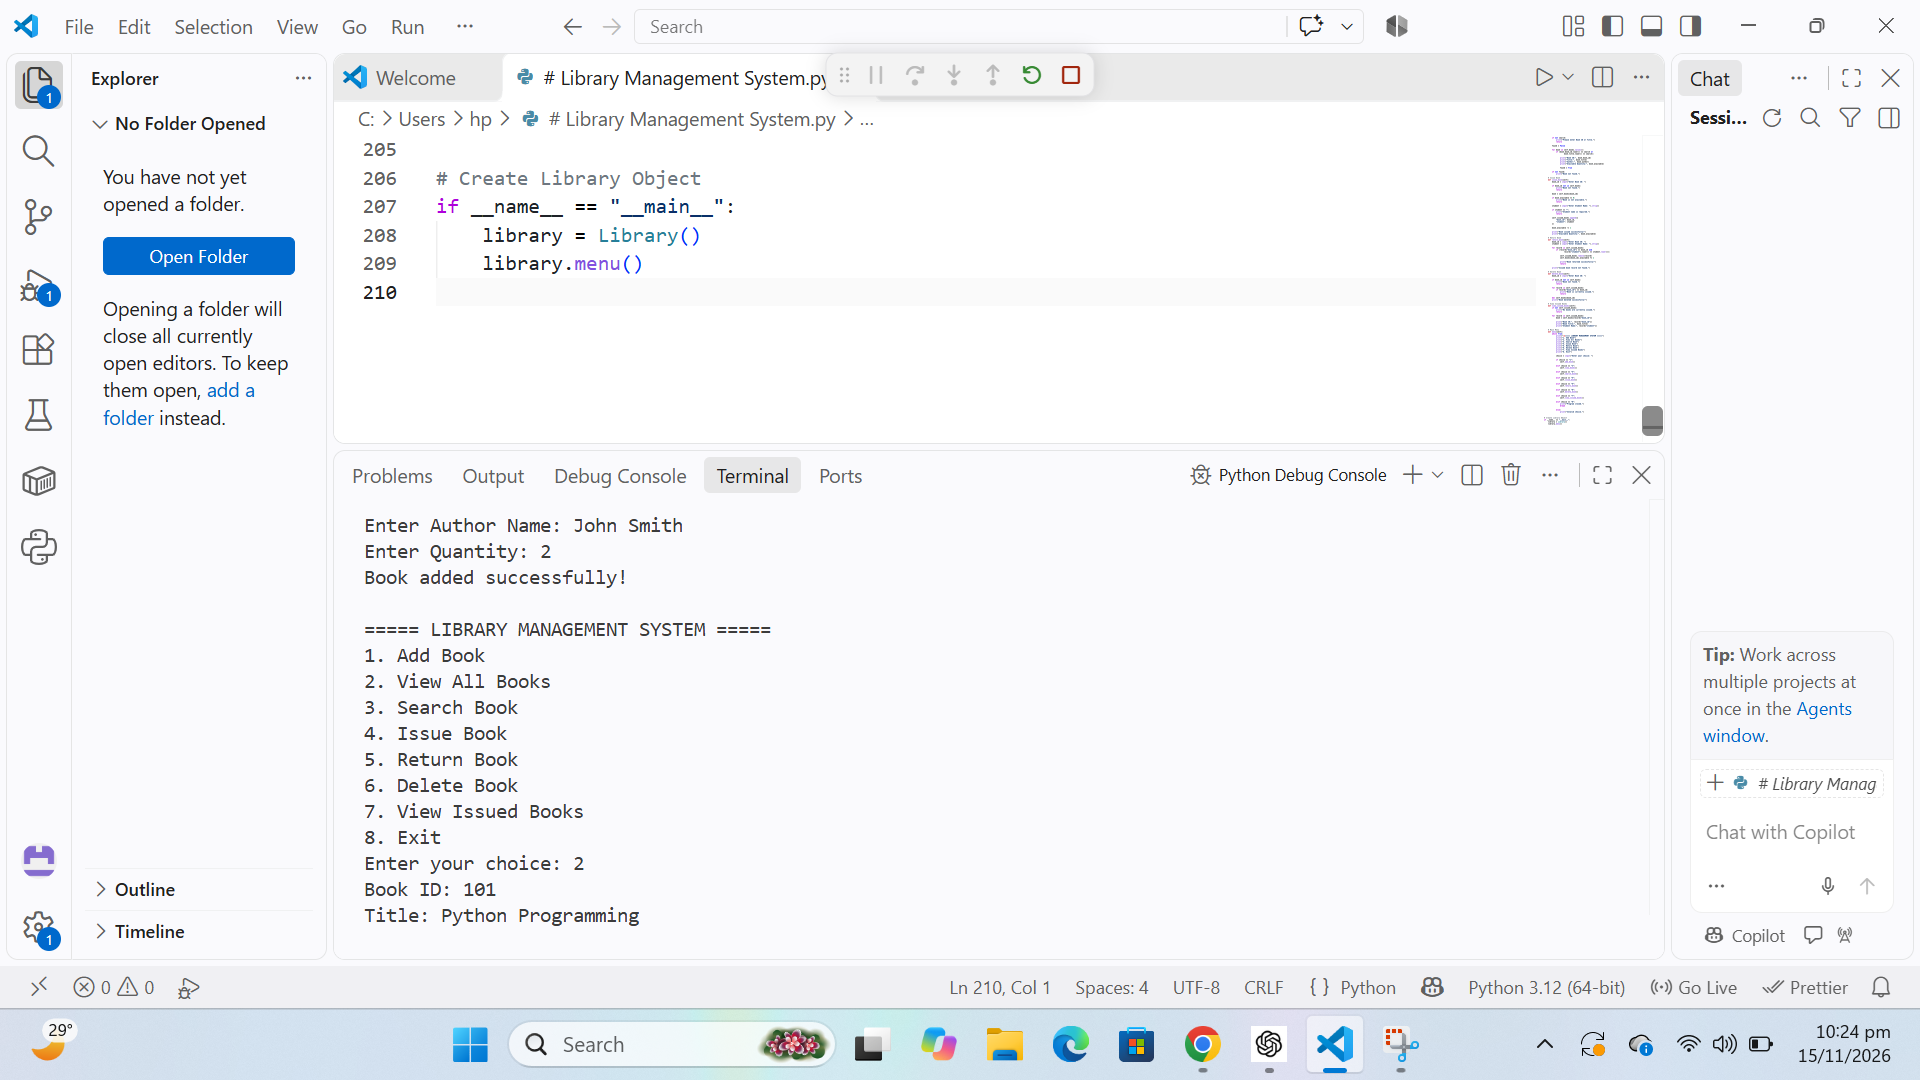 File Edit Selection View Go Run ...
Search
Explorer
1
No Folder Opened
You have not yet
opened a folder.
Open Folder
1
Opening a folder will
close all currently
open editors. To keep
them open, add a
folder instead.
Outline
1
Timeline
Welcome
# Library Management System.py
C: > Users > hp > # Library Management System.py > ...
205
206 # Create Library Object
207 if __name__ == "__main__":
208 library = Library()
209 library.menu()
210
Problems Output Debug Console Terminal Ports
Python Debug Console
Enter Author Name: John Smith
Enter Quantity: 2
Book added successfully!
===== LIBRARY MANAGEMENT SYSTEM =====
1. Add Book
2. View All Books
3. Search Book
4. Issue Book
5. Return Book
6. Delete Book
7. View Issued Books
8. Exit
Enter your choice: 2
Book ID: 101
Title: Python Programming
Chat
Sessi...
Tip: Work across
multiple projects at
once in the Agents
window.
# Library Manag
Chat with Copilot
Copilot
0 0
Ln 210, Col 1 Spaces: 4 UTF-8 CRLF { } Python Python 3.12 (64-bit) Go Live Prettier
29°
Search
10:24 pm
15/11/2026